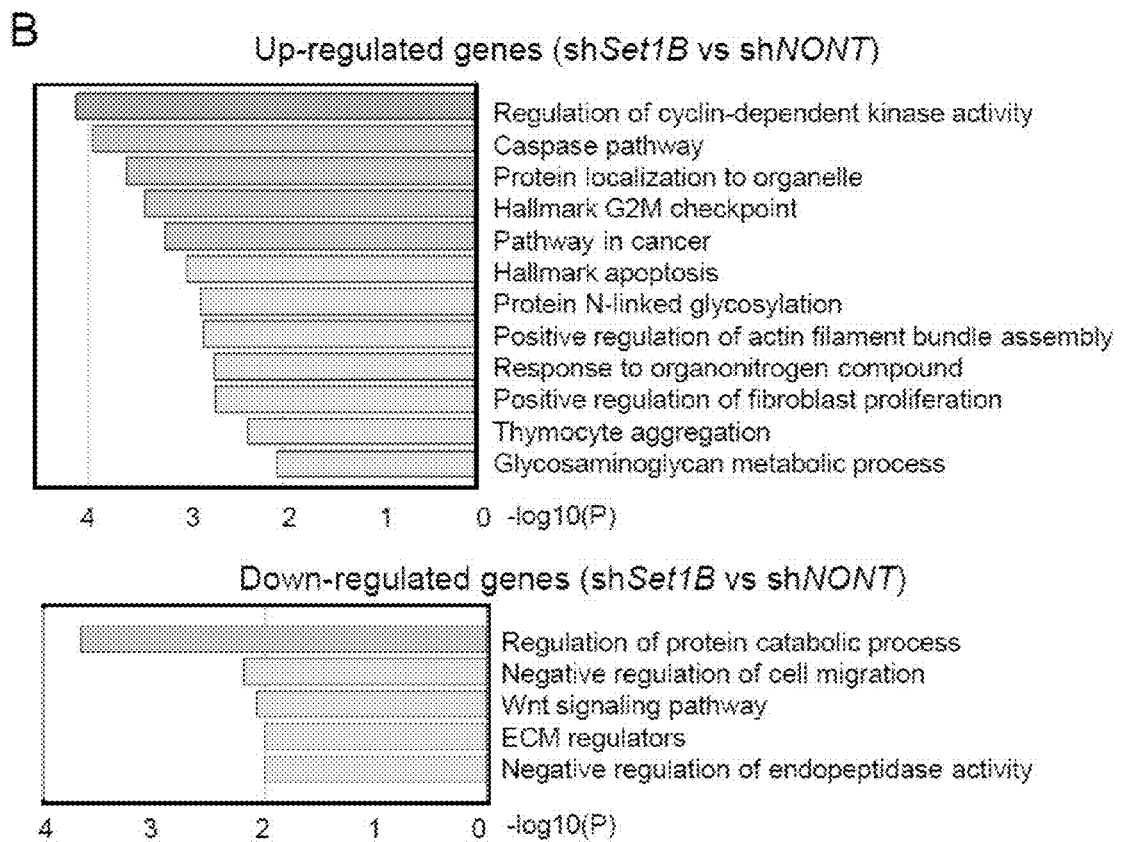 B
Up-regulated genes (shSet1B vs shNONT)
Regulation of cyclin-dependent kinase activity
Caspase pathway
Protein localization to organelle
Hallmark G2M checkpoint
Pathway in cancer
Hallmark apoptosis
Protein N-linked glycosylation
Positive regulation of actin filament bundle assembly
Response to organonitrogen compound
Positive regulation of fibroblast proliferation
Thymocyte aggregation
Glycosaminoglycan metabolic process
4 3 2 1 0 -log10(P)
Down-regulated genes (shSet1B vs shNONT)
Regulation of protein catabolic process
Negative regulation of cell migration
Wnt signaling pathway
ECM regulators
Negative regulation of endopeptidase activity
4 3 2 1 0 -log10(P)